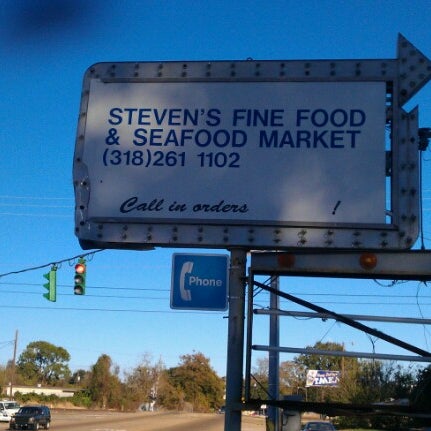 STEVEN'S FINE FOOD
& SEAFOOD MARKET
(318)261 1102
Call in orders !
Phone